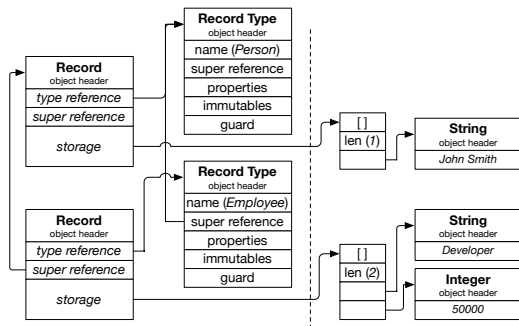 Record Type
object header
name (Person)
super reference
properties
immutables
guard
Record
object header
type reference
super reference
storage
[ ]
len (1)
String
object header
John Smith
Record Type
object header
name (Employee)
super reference
properties
immutables
guard
Record
object header
type reference
super reference
storage
[ ]
len (2)
String
object header
Developer
Integer
object header
50000